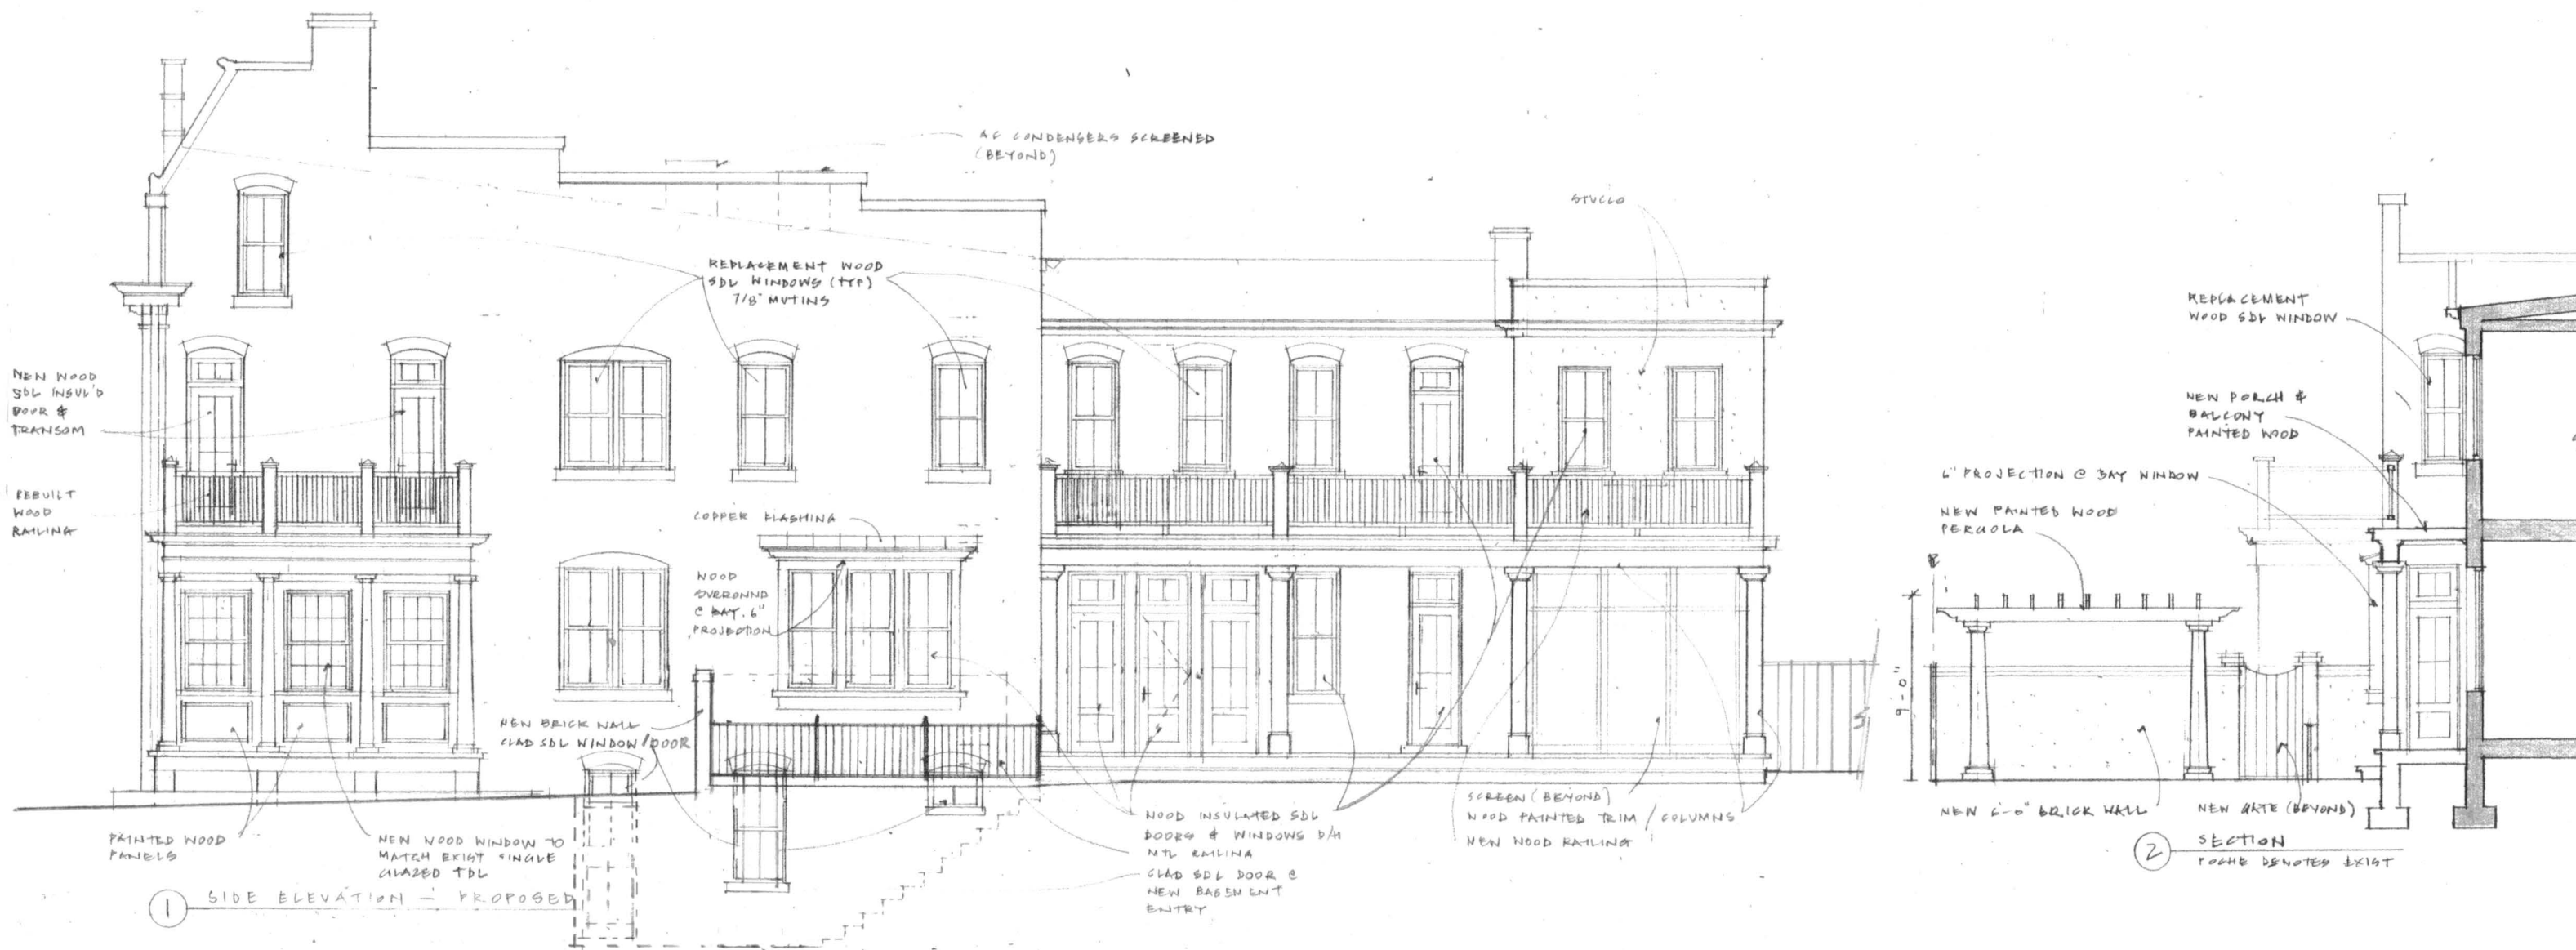 AC CONDENSERS SCREENED
(BEYOND)
STUCCO
REPLACEMENT WOOD
SDL WINDOWS (TYP)
7/8" MUTINS
NEW WOOD
SDL INSUL'D
DOOR &
TRANSOM
REBUILT
WOOD
RAILING
COPPER FLASHING
WOOD
SURROUND
@ BAY. 6"
PROJECTION
NEW BRICK WALL
CLAD SDL WINDOW/DOOR
PAINTED WOOD
PANELS
NEW WOOD WINDOW TO
MATCH EXIST SINGLE
GLAZED TDL
1 SIDE ELEVATION - PROPOSED
WOOD INSULATED SDL
DOORS & WINDOWS D/H
MTL RAILING
CLAD SDL DOOR @
NEW BASEMENT
ENTRY
SCREEN (BEYOND)
WOOD PAINTED TRIM / COLUMNS
NEW WOOD RAILING
REPLACEMENT
WOOD SDL WINDOW
NEW PORCH &
BALCONY
PAINTED WOOD
6" PROJECTION @ BAY WINDOW
NEW PAINTED WOOD
PERGOLA
9'-0"
NEW 6'-0" BRICK WALL
NEW GATE (BEYOND)
2 SECTION
POCHE DENOTES EXIST